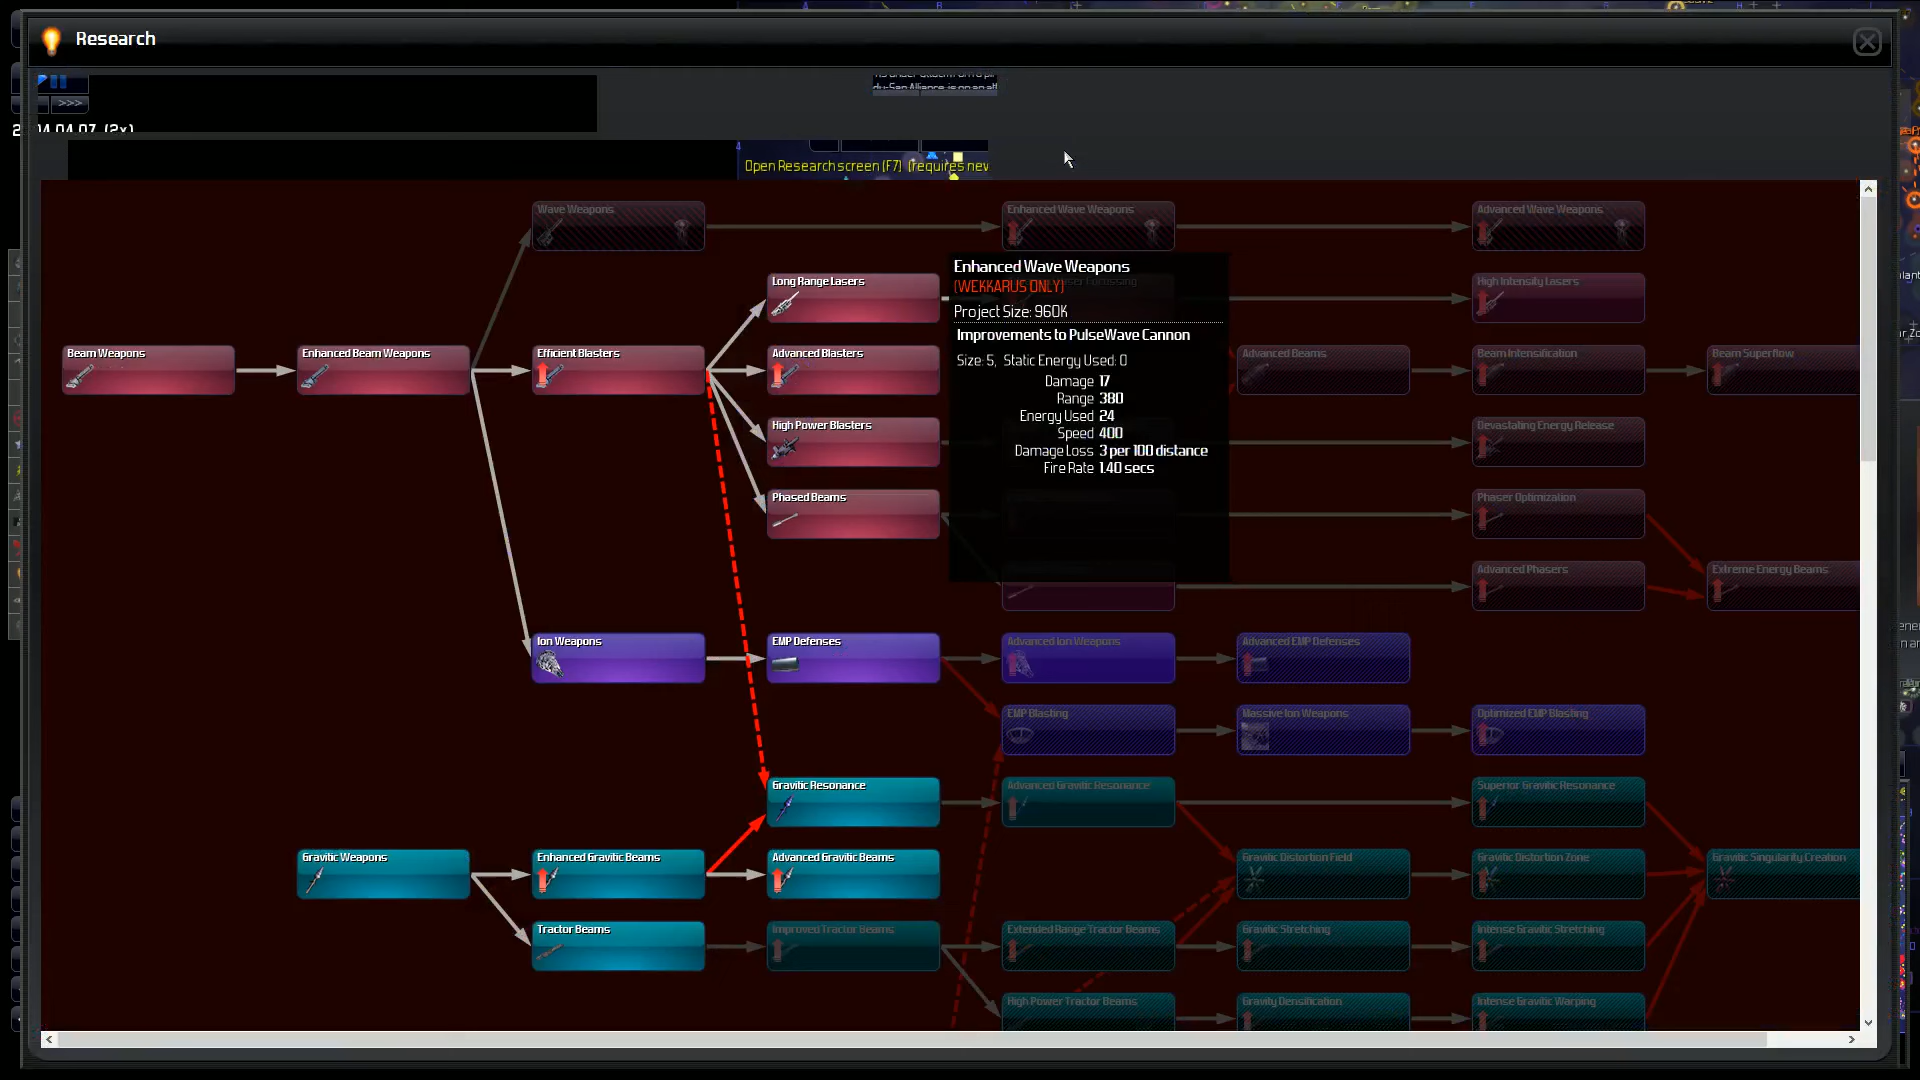 Research
>>>
Open Research screen (F7) (requires nev
Wave Weapons
Enhanced Wave Weapons
Advanced Wave Weapons
Enhanced Wave Weapons
(WEKKARUS ONLY)
Project Size: 960K
Improvements to PulseWave Cannon
Size: 5, Static Energy Used: 0
Damage 17
Range 380
Energy Used 24
Speed 400
Damage Loss 3 per 100 distance
Fire Rate 1.40 secs
Long Range Lasers
High Intensity Lasers
Beam Weapons
Enhanced Beam Weapons
Efficient Blasters
Advanced Blasters
Advanced Beams
Beam Intensification
Beam Superflow
High Power Blasters
Devastating Energy Release
Phased Beams
Phaser Optimization
Advanced Phasers
Extreme Energy Beams
Ion Weapons
EMP Defenses
Advanced Ion Weapons
Advanced EMP Defenses
EMP Blasting
Massive Ion Weapons
Optimized EMP Blasting
Gravitic Resonance
Advanced Gravitic Resonance
Superior Gravitic Resonance
Gravitic Weapons
Enhanced Gravitic Beams
Advanced Gravitic Beams
Gravitic Distortion Field
Gravitic Distortion Zone
Gravitic Singularity Creation
Tractor Beams
Improved Tractor Beams
Extended Range Tractor Beams
Gravitic Stretching
Intense Gravitic Stretching
High Power Tractor Beams
Gravity Densification
Intense Gravitic Warping